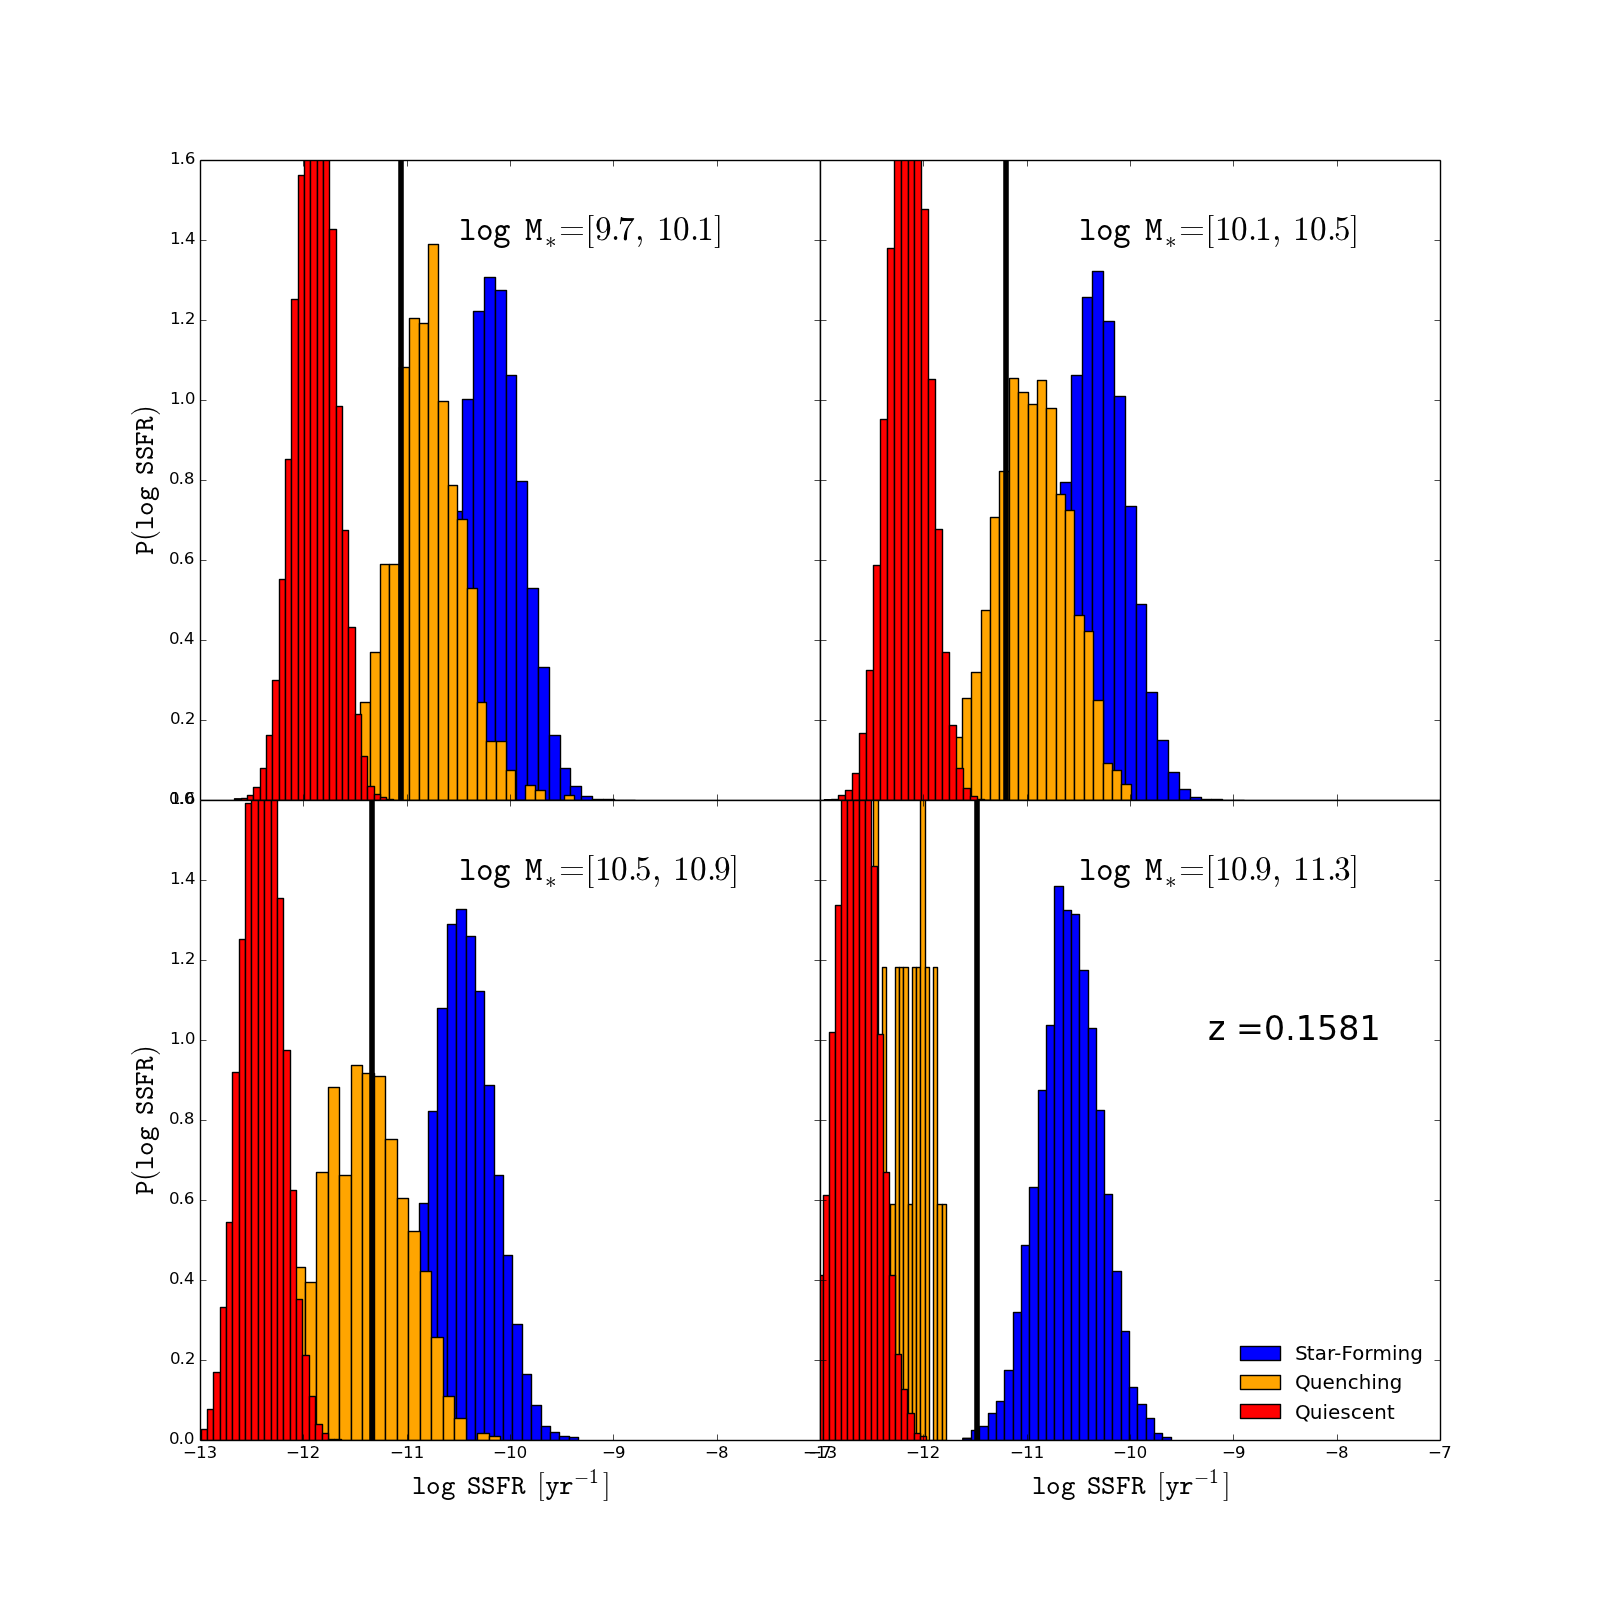 1.6
log M*=[9.7, 10.1]
log M*=[10.1, 10.5]
1.4
1.2
1.0
P(log SSFR)
0.8
0.6
0.4
0.2
0.0
1.6
log M*=[10.5, 10.9]
log M*=[10.9, 11.3]
1.4
1.2
z =0.1581
1.0
P(log SSFR)
0.8
0.6
0.4
Star-Forming
0.2
Quenching
Quiescent
0.0
−13 −12 −11 −10 −9 −8 −7
−13 −12 −11 −10 −9 −8 −7
log SSFR [yr⁻¹]
log SSFR [yr⁻¹]